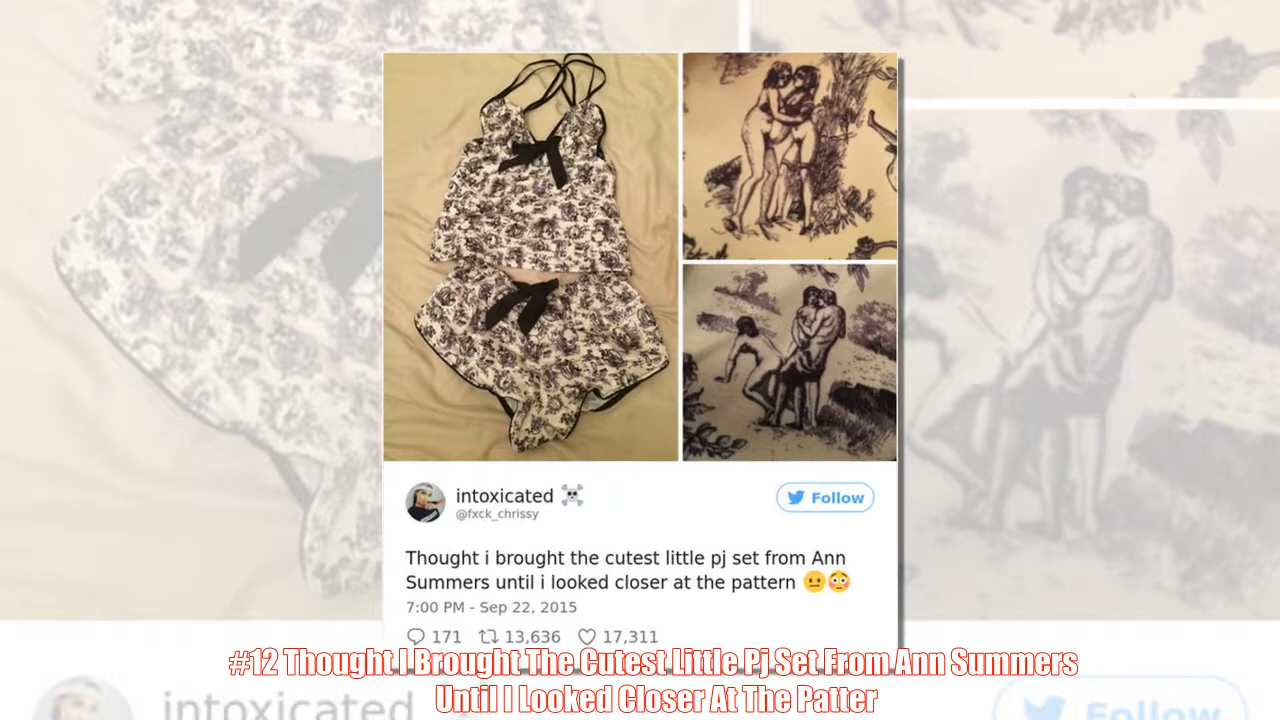 intoxicated ☠️
@fxck_chrissy
Follow
Thought i brought the cutest little pj set from Ann
Summers until i looked closer at the pattern 😐😳
7:00 PM - Sep 22, 2015
171 13,636 17,311
#12 Thought I Brought The Cutest Little Pj Set From Ann Summers
Until I Looked Closer At The Patter
intoxicated
Follow